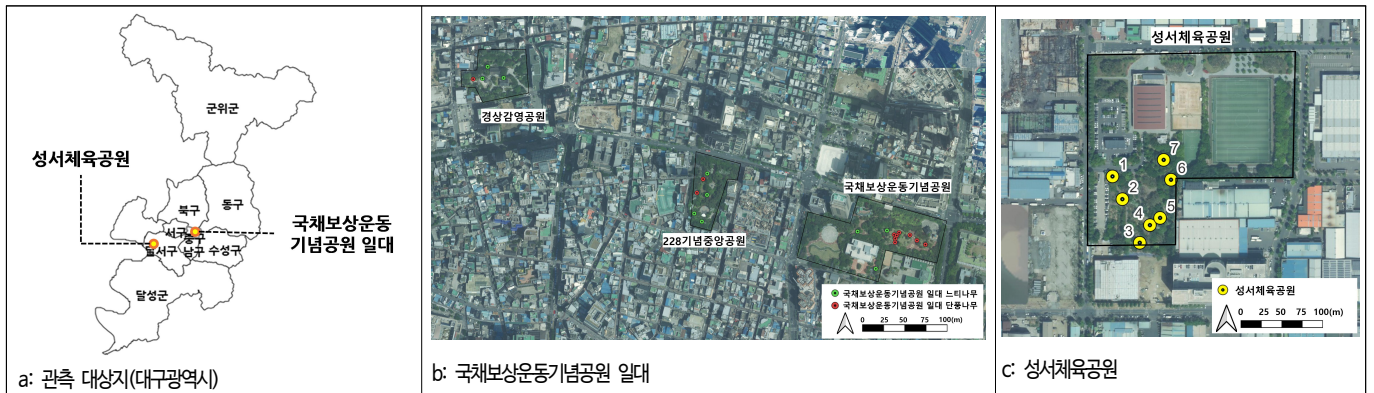 군위군
성서체육공원
북구
동구
국채보상운동
기념공원 일대
서구
중구
달서구
남구
수성구
달성군
a: 관측 대상지(대구광역시)
경상감영공원
국채보상운동기념공원
228기념중앙공원
국채보상운동기념공원 일대 느티나무
국채보상운동기념공원 일대 단풍나무
0 25 50 75 100(m)
b: 국채보상운동기념공원 일대
성서체육공원
7
1
6
2
5
4
3
성서체육공원
0 25 50 75 100(m)
c: 성서체육공원